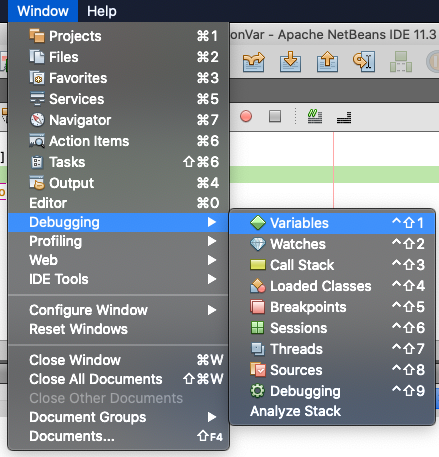 Window Help
onVar - Apache NetBeans IDE 11.3
Projects ⌘1
Files ⌘2
Favorites ⌘3
Services ⌘5
Navigator ⌘7
Action Items ⌘6
Tasks ⇧⌘6
Output ⌘4
Editor ⌘0
Debugging ▶
Profiling ▶
Web ▶
IDE Tools ▶
Configure Window ▶
Reset Windows
Close Window ⌘W
Close All Documents ⇧⌘W
Close Other Documents
Document Groups ▶
Documents... ⇧F4
Variables ^⇧1
Watches ^⇧2
Call Stack ^⇧3
Loaded Classes ^⇧4
Breakpoints ^⇧5
Sessions ^⇧6
Threads ^⇧7
Sources ^⇧8
Debugging ^⇧9
Analyze Stack